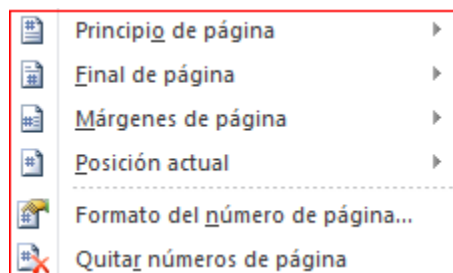 Principio de página
Final de página
Márgenes de página
Posición actual
Formato del número de página...
Quitar números de página